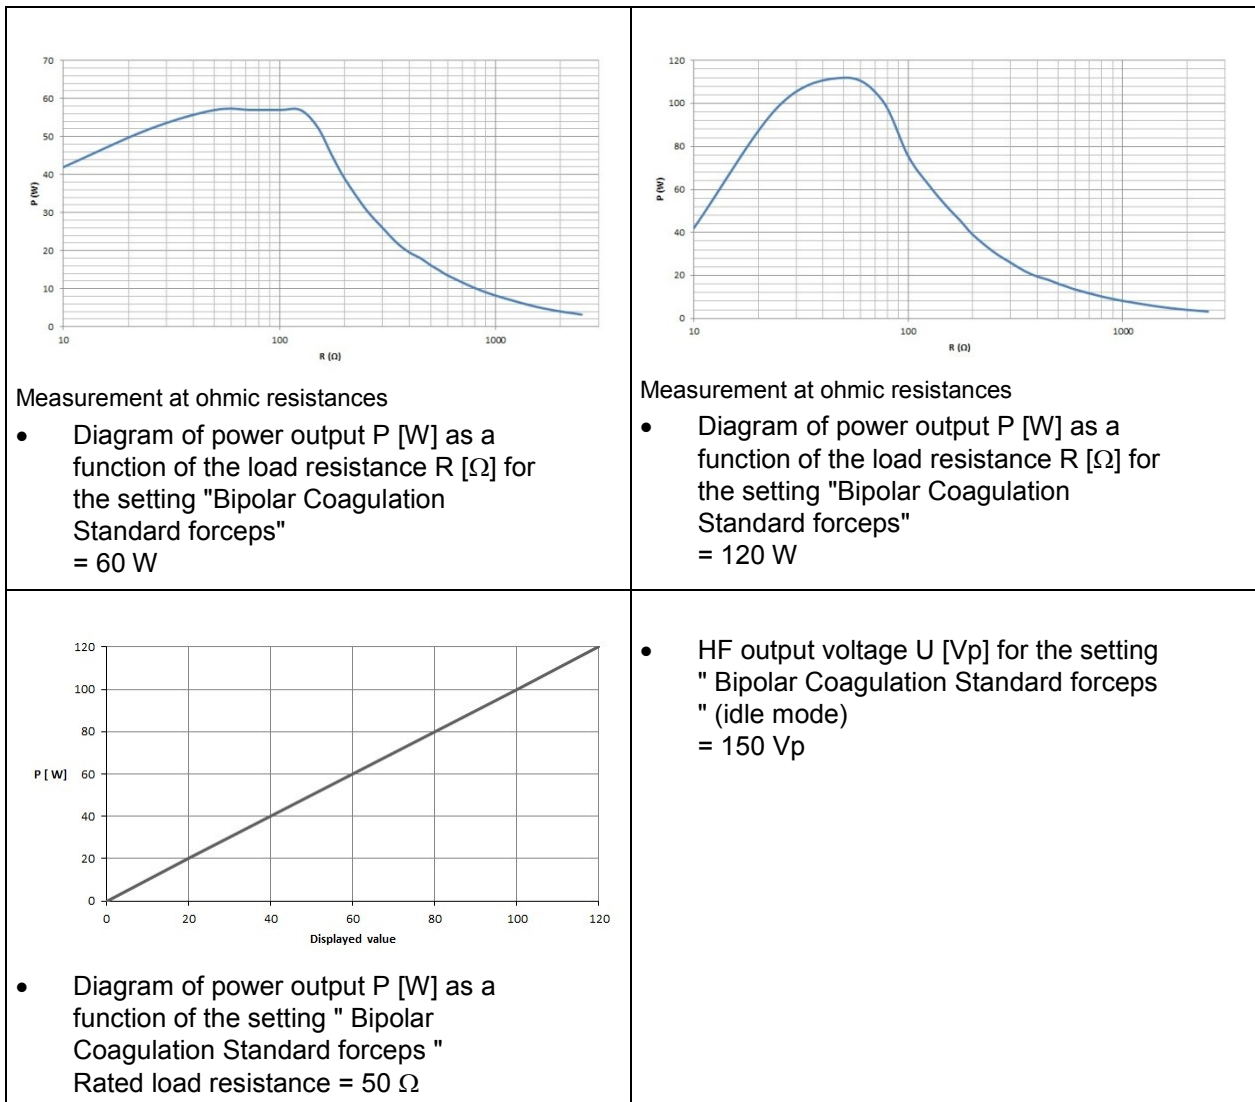 70
60
50
40
30
20
10
0
P (W)
10
100
1000
R (Ω)
Measurement at ohmic resistances
• Diagram of power output P [W] as a
function of the load resistance R [Ω] for
the setting "Bipolar Coagulation
Standard forceps"
= 60 W
120
100
80
60
40
20
0
P (W)
10
100
1000
R (Ω)
Measurement at ohmic resistances
• Diagram of power output P [W] as a
function of the load resistance R [Ω] for
the setting "Bipolar Coagulation
Standard forceps"
= 120 W
120
100
80
P [ W] 60
40
20
0
0 20 40 60 80 100 120
Displayed value
• Diagram of power output P [W] as a
function of the setting " Bipolar
Coagulation Standard forceps "
Rated load resistance = 50 Ω
• HF output voltage U [Vp] for the setting
" Bipolar Coagulation Standard forceps
" (idle mode)
= 150 Vp